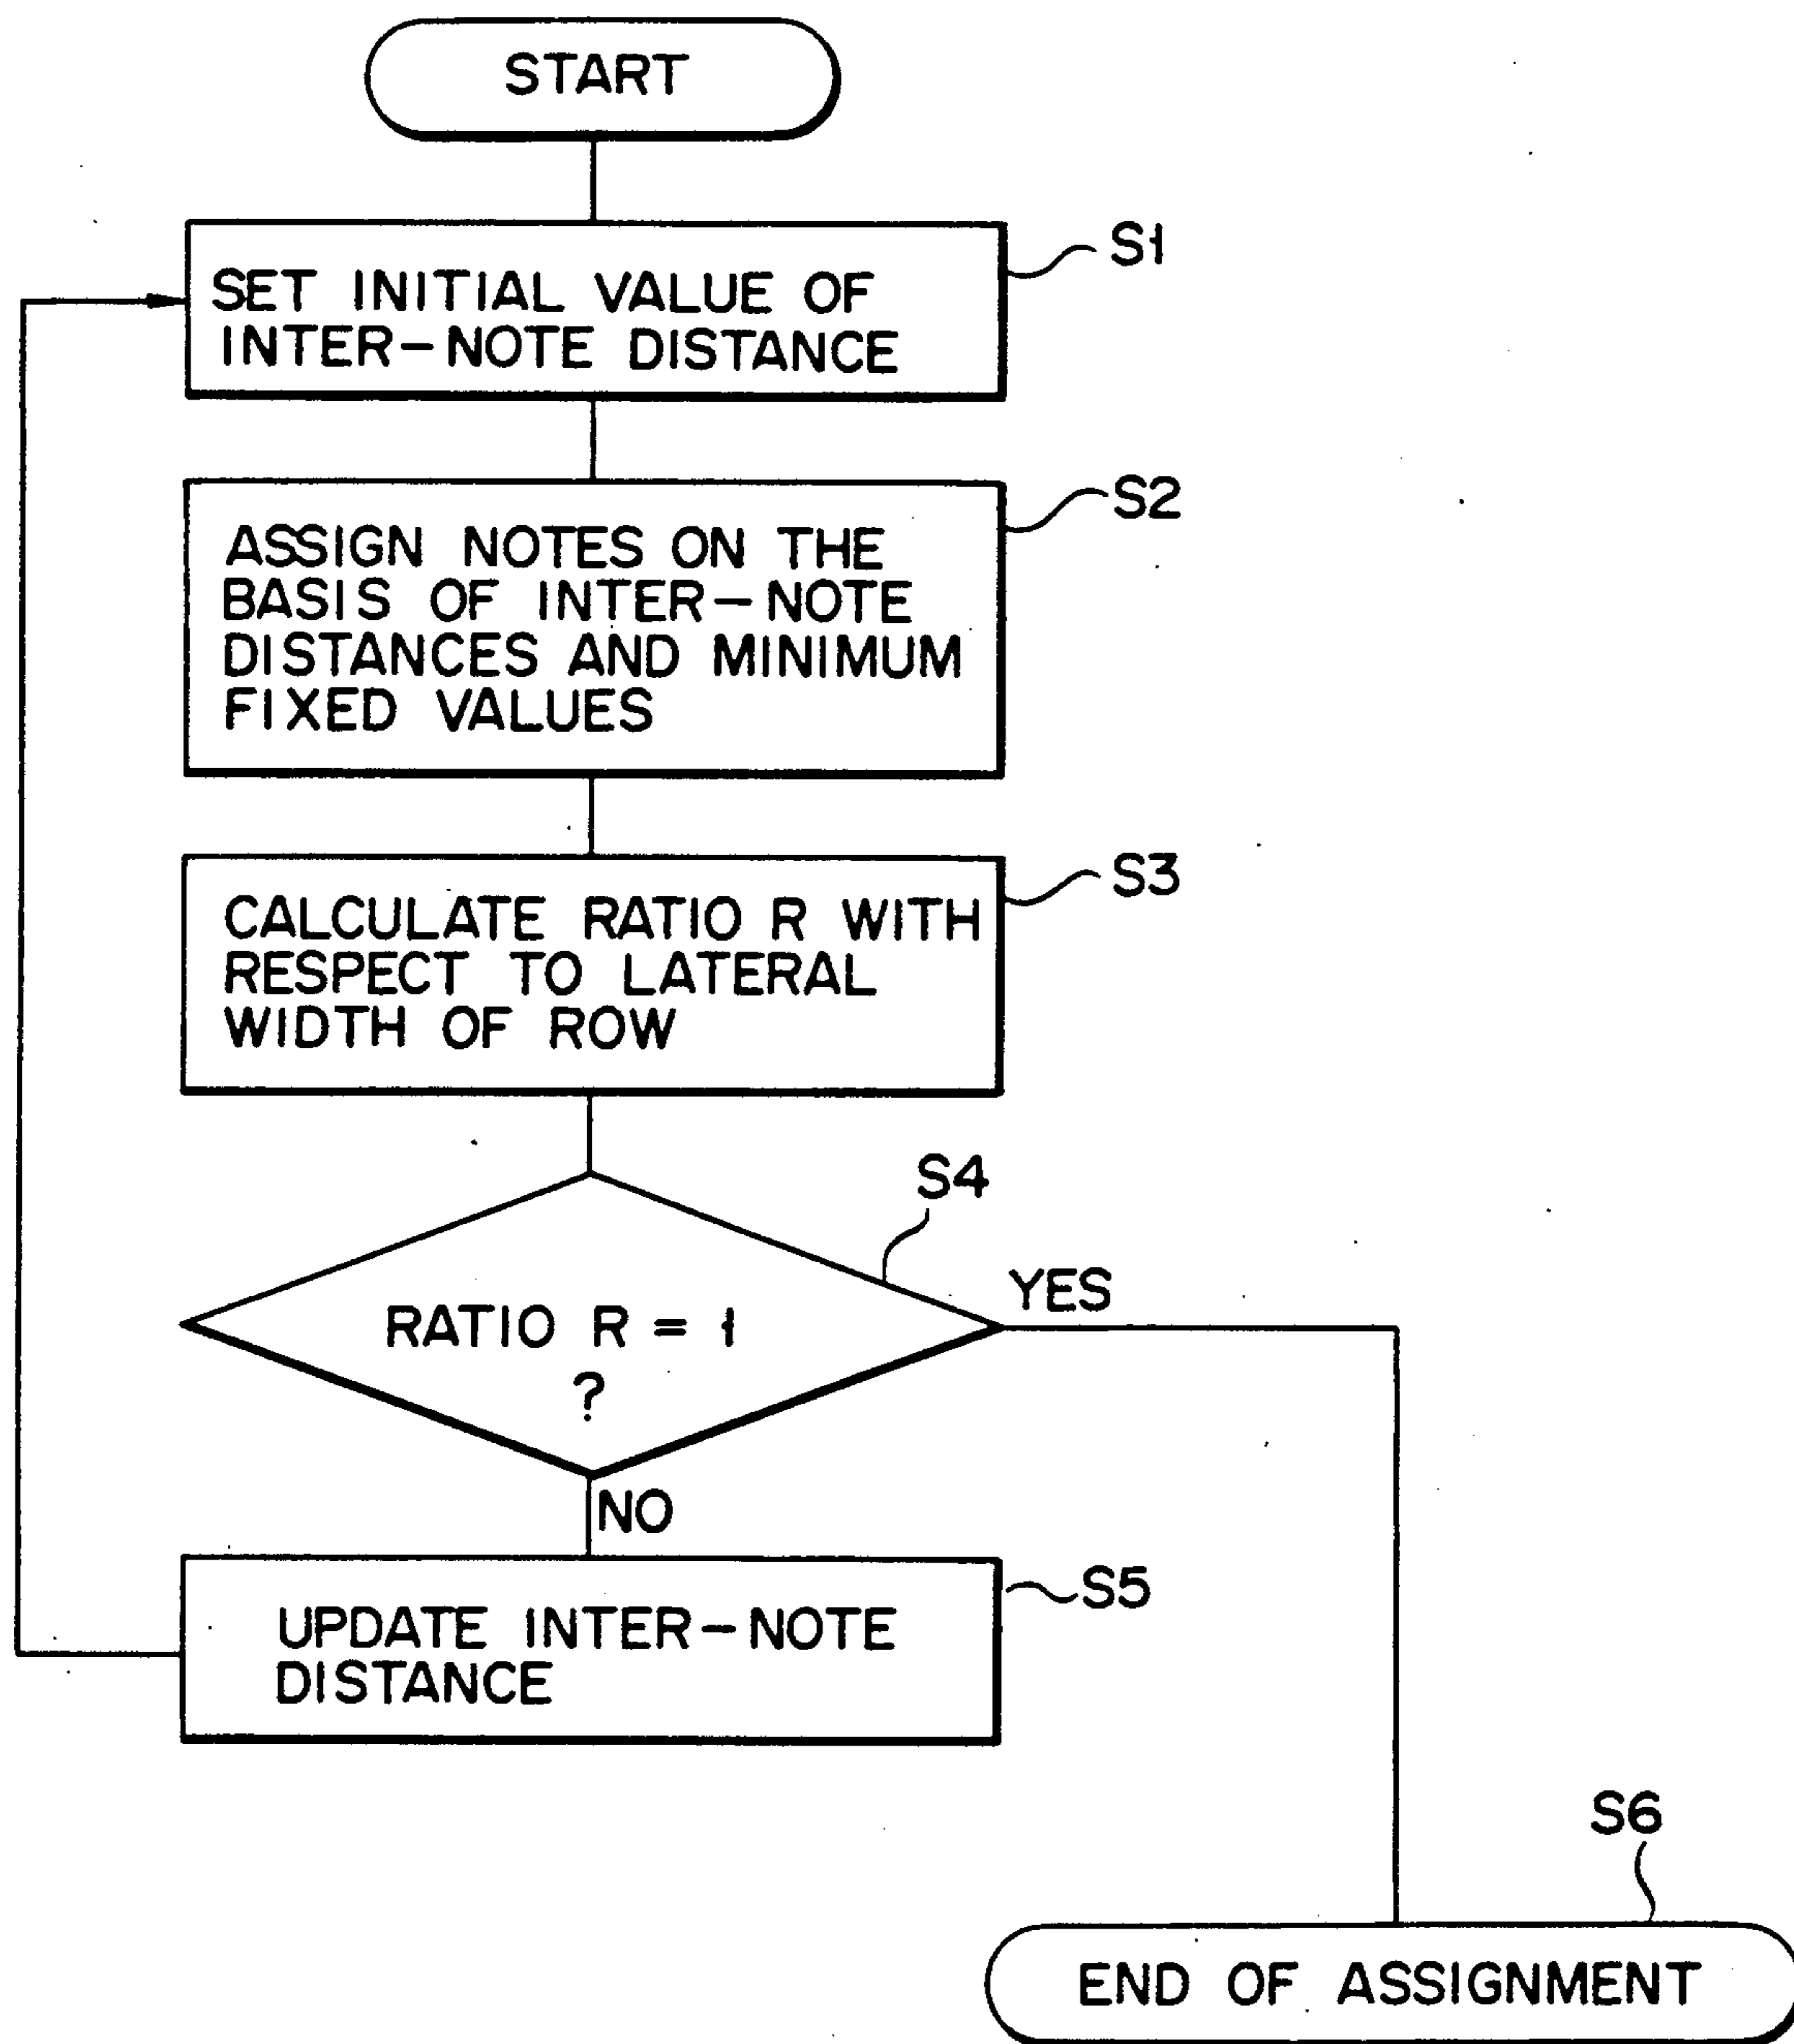 START
S1
SET INITIAL VALUE OF
INTER-NOTE DISTANCE
S2
ASSIGN NOTES ON THE
BASIS OF INTER-NOTE
DISTANCES AND MINIMUM
FIXED VALUES
S3
CALCULATE RATIO R WITH
RESPECT TO LATERAL
WIDTH OF ROW
S4
RATIO R = 1
?
YES
NO
S5
UPDATE INTER-NOTE
DISTANCE
S6
END OF ASSIGNMENT